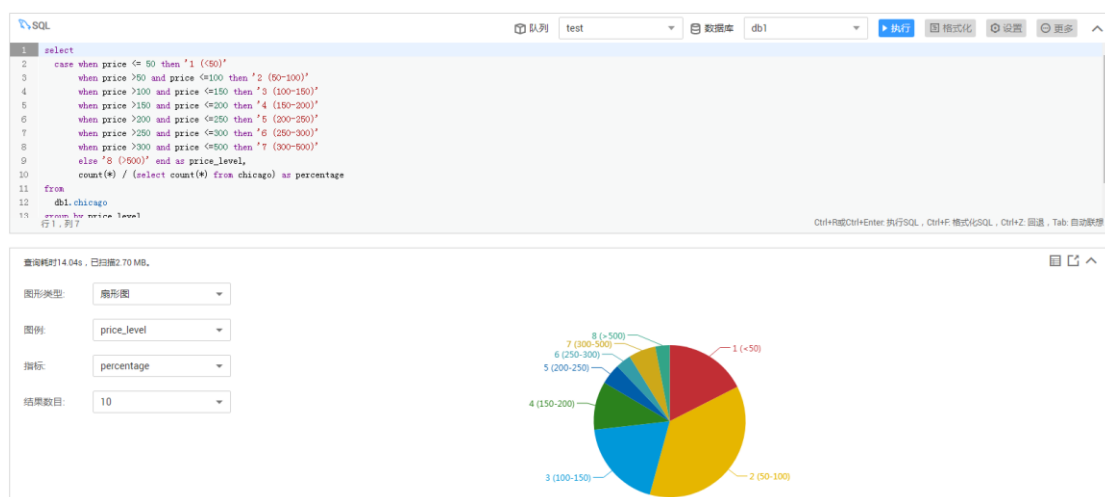 SQL 队列 test 数据库 db1 执行 格式化 设置 更多
1 select
2 case when price <= 50 then '1 (<50)'
3 when price >50 and price <=100 then '2 (50-100)'
4 when price >100 and price <=150 then '3 (100-150)'
5 when price >150 and price <=200 then '4 (150-200)'
6 when price >200 and price <=250 then '5 (200-250)'
7 when price >250 and price <=300 then '6 (250-300)'
8 when price >300 and price <=500 then '7 (300-500)'
9 else '8 (>500)' end as price_level,
10 count(*) / (select count(*) from chicago) as percentage
11 from
12 db1.chicago
13 group by price_level
行 1 , 列 7 Ctrl+R或Ctrl+Enter: 执行SQL , Ctrl+F: 格式化SQL , Ctrl+Z: 回退 , Tab: 自动联想
查询耗时14.04s , 已扫描2.70 MB。
图形类型: 扇形图
图例: price_level
指标: percentage
结果数目: 10
8 (>500)
7 (300-500)
6 (250-300)
5 (200-250)
4 (150-200)
3 (100-150)
1 (<50)
2 (50-100)